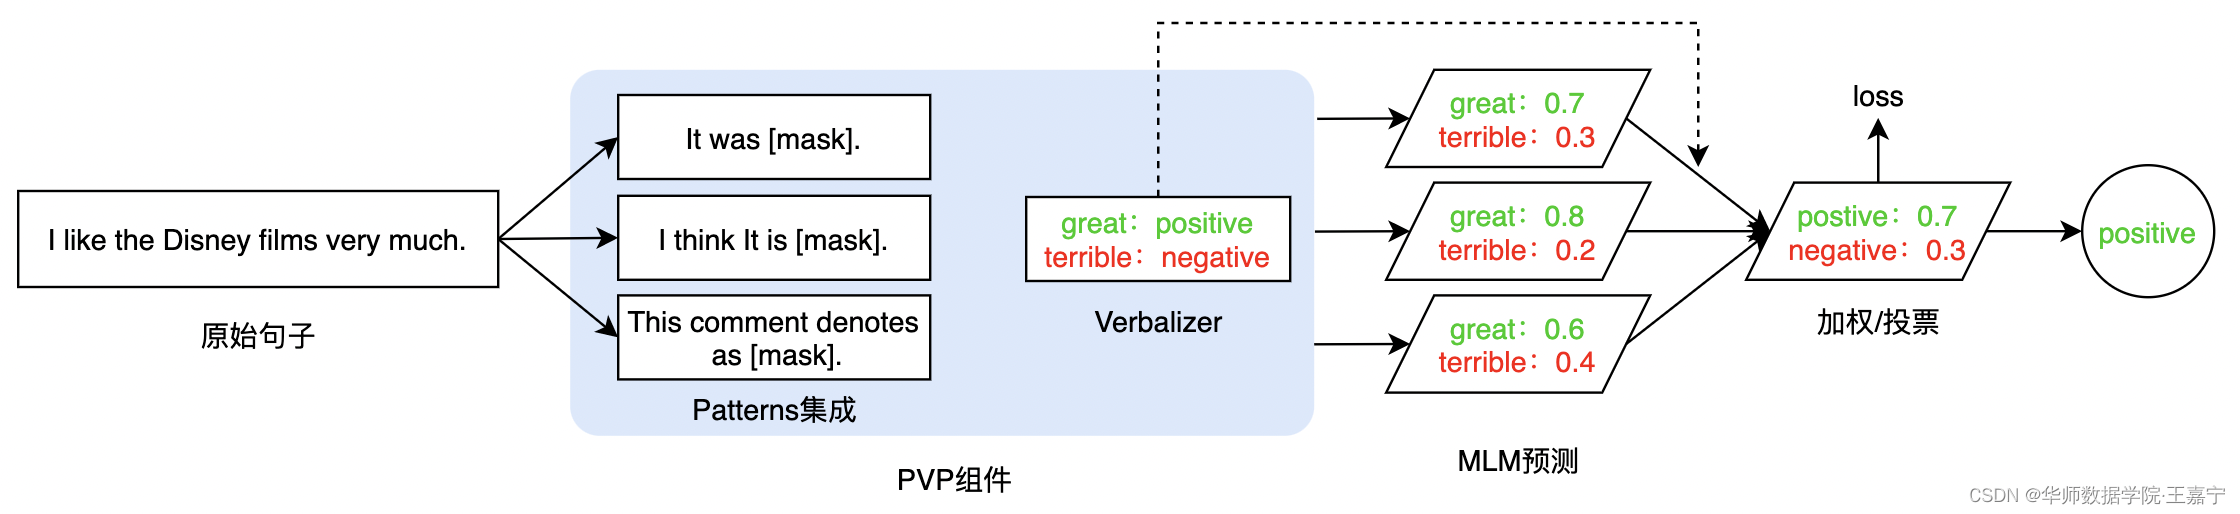 I like the Disney films very much.
原始句子
It was [mask].
I think It is [mask].
This comment denotes
as [mask].
Patterns集成
great：positive
terrible：negative
Verbalizer
PVP组件
great：0.7
terrible：0.3
great：0.8
terrible：0.2
great：0.6
terrible：0.4
MLM预测
loss
postive：0.7
negative：0.3
加权/投票
positive
CSDN @华师数据学院·王嘉宁